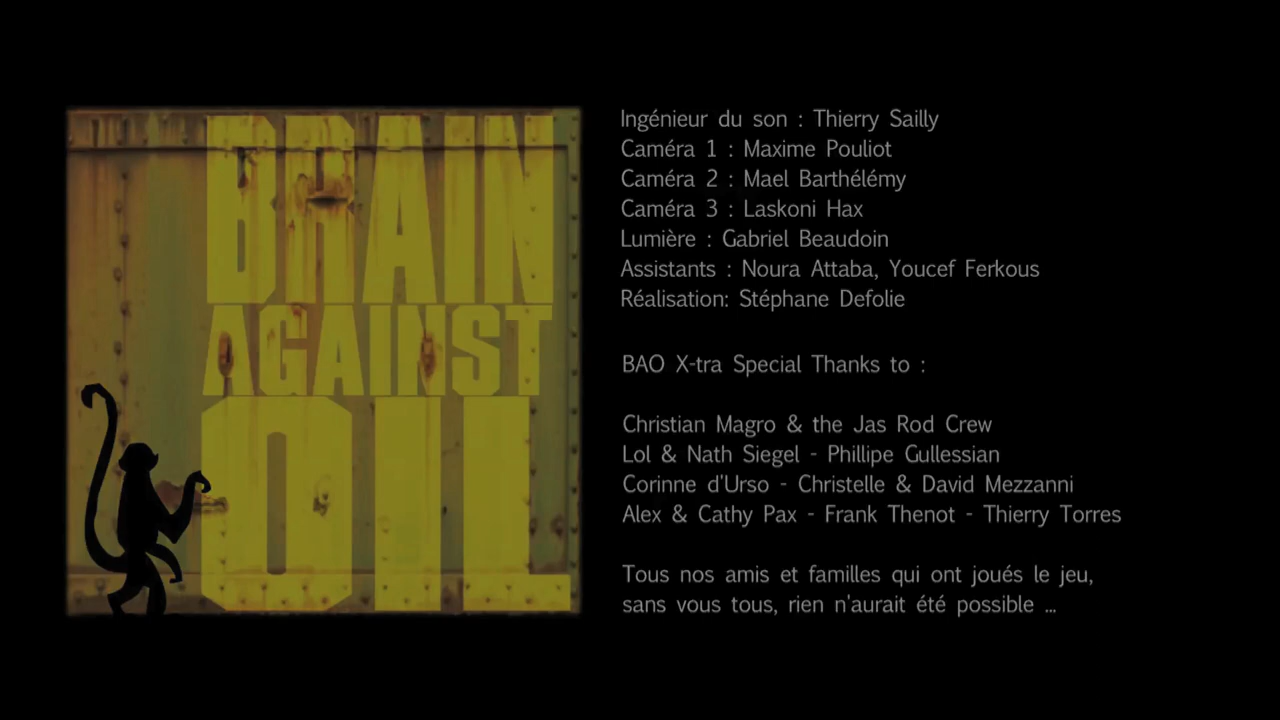 BRAIN
AGAINST
OIL
Ingénieur du son : Thierry Sailly
Caméra 1 : Maxime Pouliot
Caméra 2 : Mael Barthélémy
Caméra 3 : Laskoni Hax
Lumière : Gabriel Beaudoin
Assistants : Noura Attaba, Youcef Ferkous
Réalisation: Stéphane Defolie
BAO X-tra Special Thanks to :
Christian Magro & the Jas Rod Crew
Lol & Nath Siegel - Phillipe Gullessian
Corinne d'Urso - Christelle & David Mezzanni
Alex & Cathy Pax - Frank Thenot - Thierry Torres
Tous nos amis et familles qui ont joués le jeu,
sans vous tous, rien n'aurait été possible ...